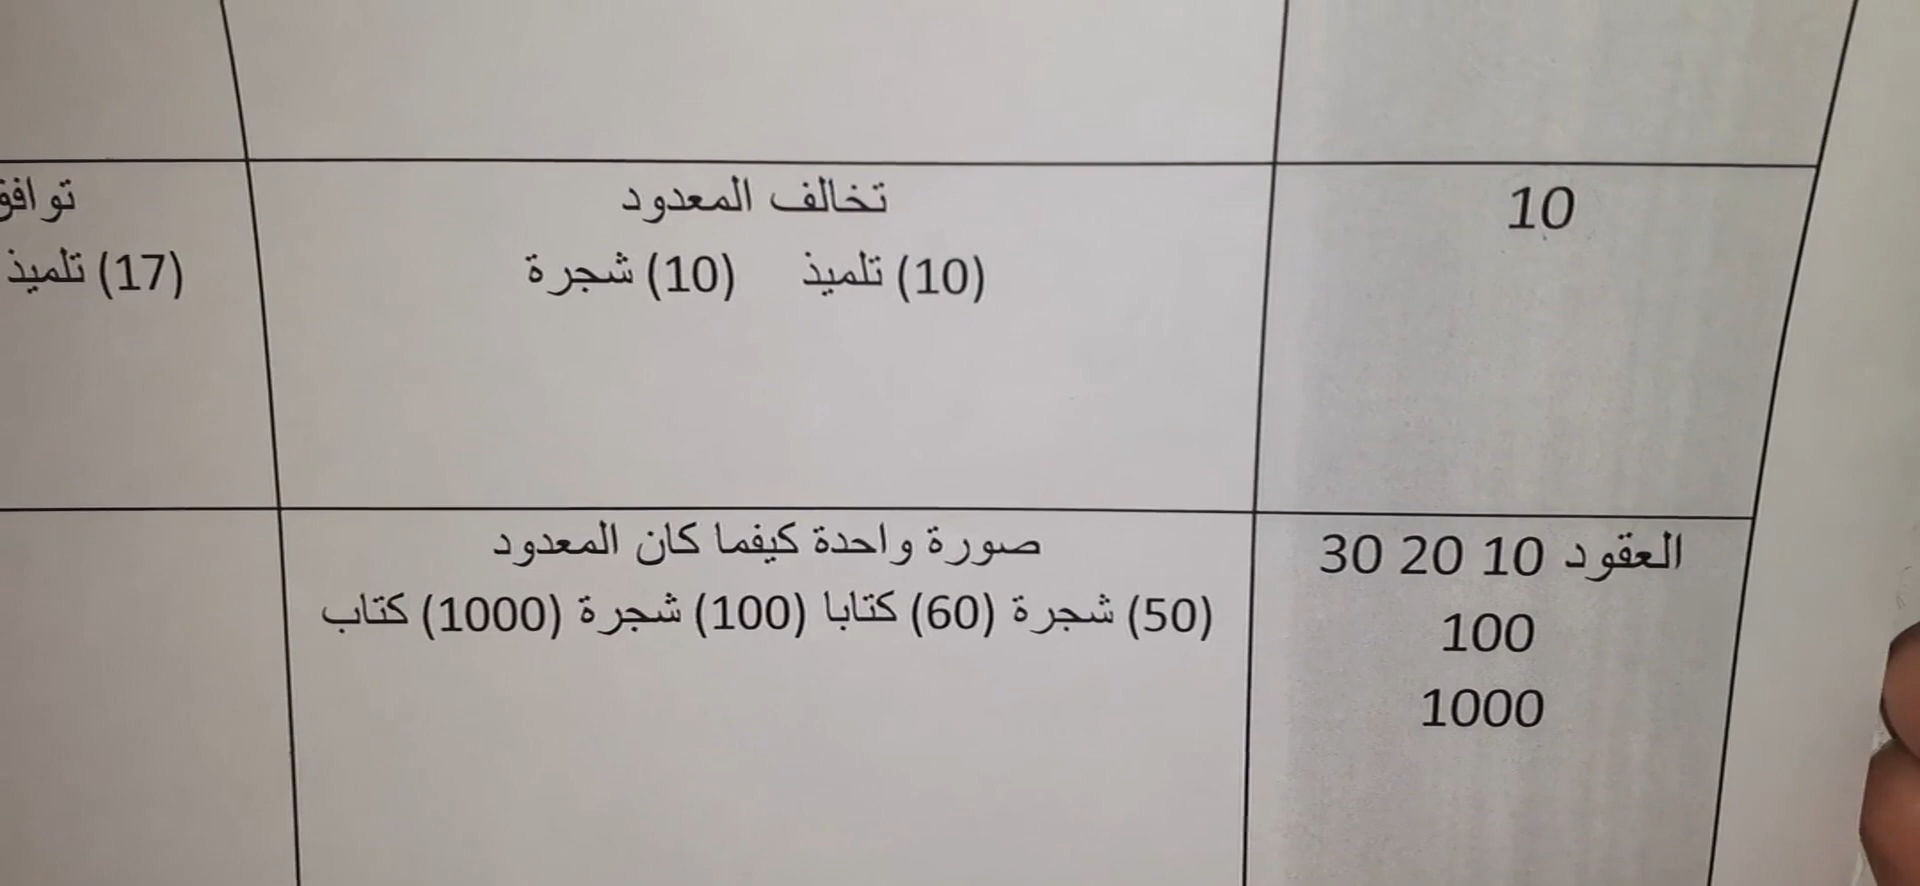 10
تخالف المعدود
(10) تلميذ (10) شجرة
(17) تلميذ
العقود 10 20 30
100
1000
صورة واحدة كيفما كان المعدود
(50) شجرة (60) كتابا (100) شجرة (1000) كتاب